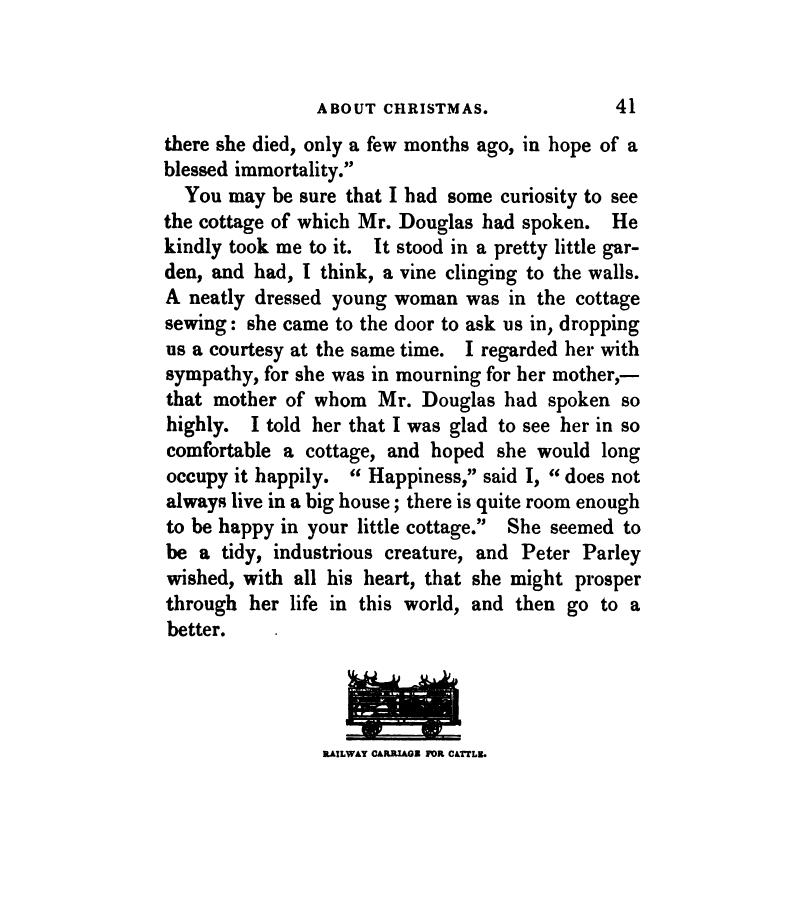 ABOUT CHRISTMAS. 41
there she died, only a few months ago, in hope of a
blessed immortality.”
You may be sure that I had some curiosity to see
the cottage of which Mr. Douglas had spoken. He
kindly took me to it. It stood in a pretty little gar-
den, and had, I think, a vine clinging to the walls.
A neatly dressed young woman was in the cottage
sewing: she came to the door to ask us in, dropping
us a courtesy at the same time. I regarded her with
sympathy, for she was in mourning for her mother,—
that mother of whom Mr. Douglas had spoken so
highly. I told her that I was glad to see her in so
comfortable a cottage, and hoped she would long
occupy it happily. “ Happiness,” said I, “ does not
always live in a big house; there is quite room enough
to be happy in your little cottage.” She seemed to
be a tidy, industrious creature, and Peter Parley
wished, with all his heart, that she might prosper
through her life in this world, and then go to a
better.
RAILWAY CARRIAGE FOR CATTLE.